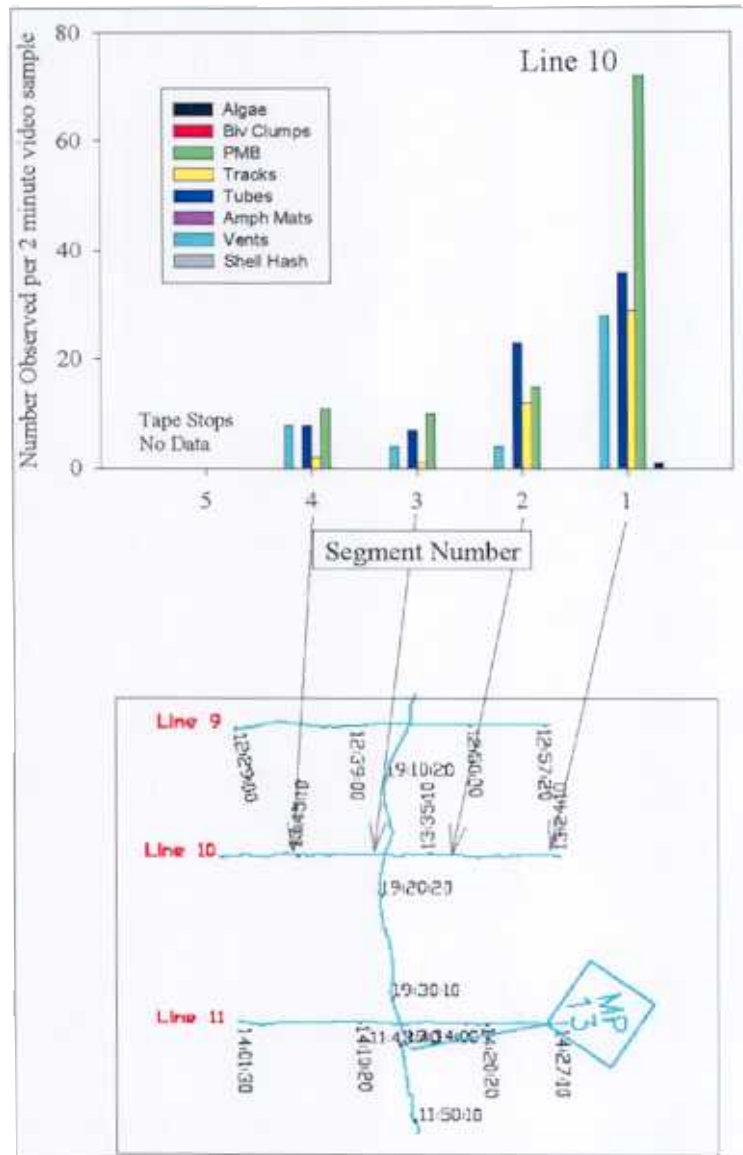 Number Observed per 2 minute video sample
80
60
40
20
0
Line 10
Algae
Biv Clumps
PMB
Tracks
Tubes
Amph Mats
Vents
Shell Hash
Tape Stops
No Data
5 4 3 2 1
Segment Number
Line 9
12:29:00
12:39:00
12:50:00
12:57:20
19:10:20
13:35:10
Line 10
19:20:20
19:30:10
Line 11
MP
13
14:01:30
14:10:20
14:20:20
14:27:10
11:50:10